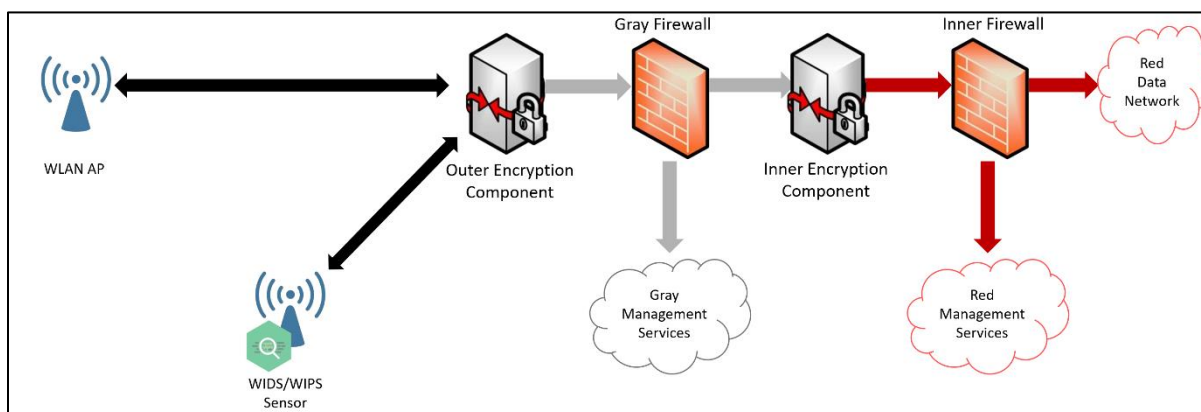 Gray Firewall
Inner Firewall
Red
Data
Network
WLAN AP
Outer Encryption
Component
Inner Encryption
Component
Gray
Management
Services
Red
Management
Services
WIDS/WIPS
Sensor